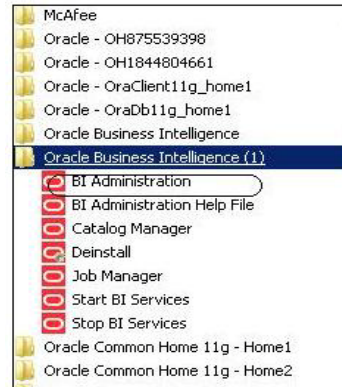 McAfee
Oracle - OH875539398
Oracle - OH1844804661
Oracle - OraClient11g_home1
Oracle - OraDb11g_home1
Oracle Business Intelligence
Oracle Business Intelligence (1)
BI Administration
BI Administration Help File
Catalog Manager
Deinstall
Job Manager
Start BI Services
Stop BI Services
Oracle Common Home 11g - Home1
Oracle Common Home 11g - Home2